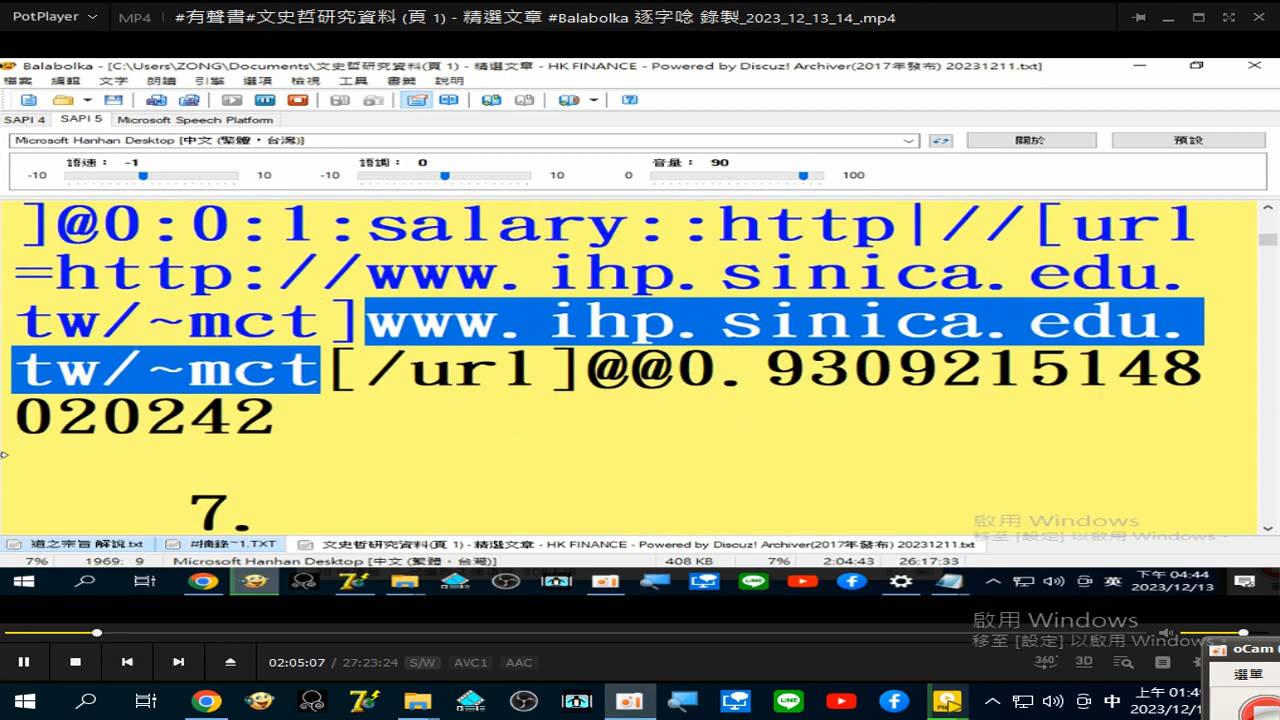 PotPlayer MP4 #有聲書#文史哲研究資料 (頁 1) - 精選文章 #Balabolka 逐字唸 錄製_2023_12_13_14_.mp4
Balabolka - [C:\Users\ZONG\Documents\文史哲研究資料(頁 1) - 精選文章 - HK FINANCE - Powered by Discuz! Archiver(2017年發布) 20231211.txt]
檔案 編輯 文字 朗讀 引擎 選項 檢視 工具 書籤 說明
SAPI 4 SAPI 5 Microsoft Speech Platform
Microsoft Hanhan Desktop [中文 (繁體，台灣)] 關於 預設
語速： -1 語調： 0 音量： 90
-10 10 -10 10 0 100
]@0:0:1:salary::http|//[url
=http://www.ihp.sinica.edu.
tw/~mct]www.ihp.sinica.edu.
tw/~mct[/url]@@0.9309215148
020242
7.
啟用 Windows
移至 [設定] 以啟用 Windows。
道之宗旨 解說.txt #摘錄~1.TXT 文史哲研究資料(頁 1) - 精選文章 - HK FINANCE - Powered by Discuz! Archiver(2017年發布) 20231211.txt
7% 1969: 9 Microsoft Hanhan Desktop [中文 (繁體，台灣)] 408 KB 7% 2:04:43 26:17:33
英 下午 04:44
2023/12/13
啟用 Windows
移至 [設定] 以啟用 Windows。
02:05:07 / 27:23:24 S/W AVC1 AAC 360° 3D
oCam
選單
中 上午 01:4
2023/12/1